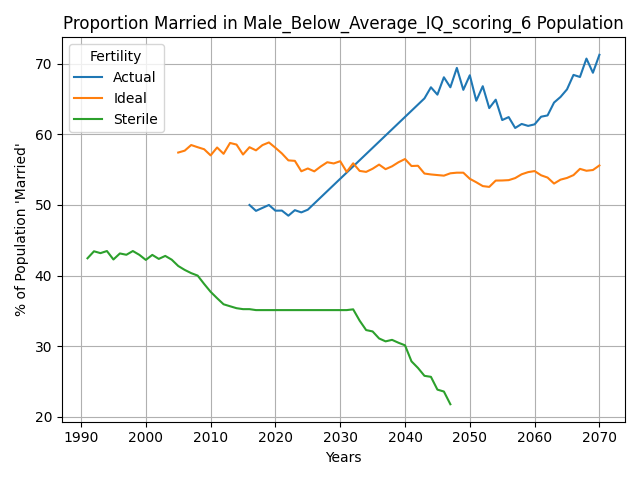 Proportion Married in Male_Below_Average_IQ_scoring_6 Population
Fertility
Actual
Ideal
Sterile
% of Population 'Married'
70
60
50
40
30
20
1990 2000 2010 2020 2030 2040 2050 2060 2070
Years